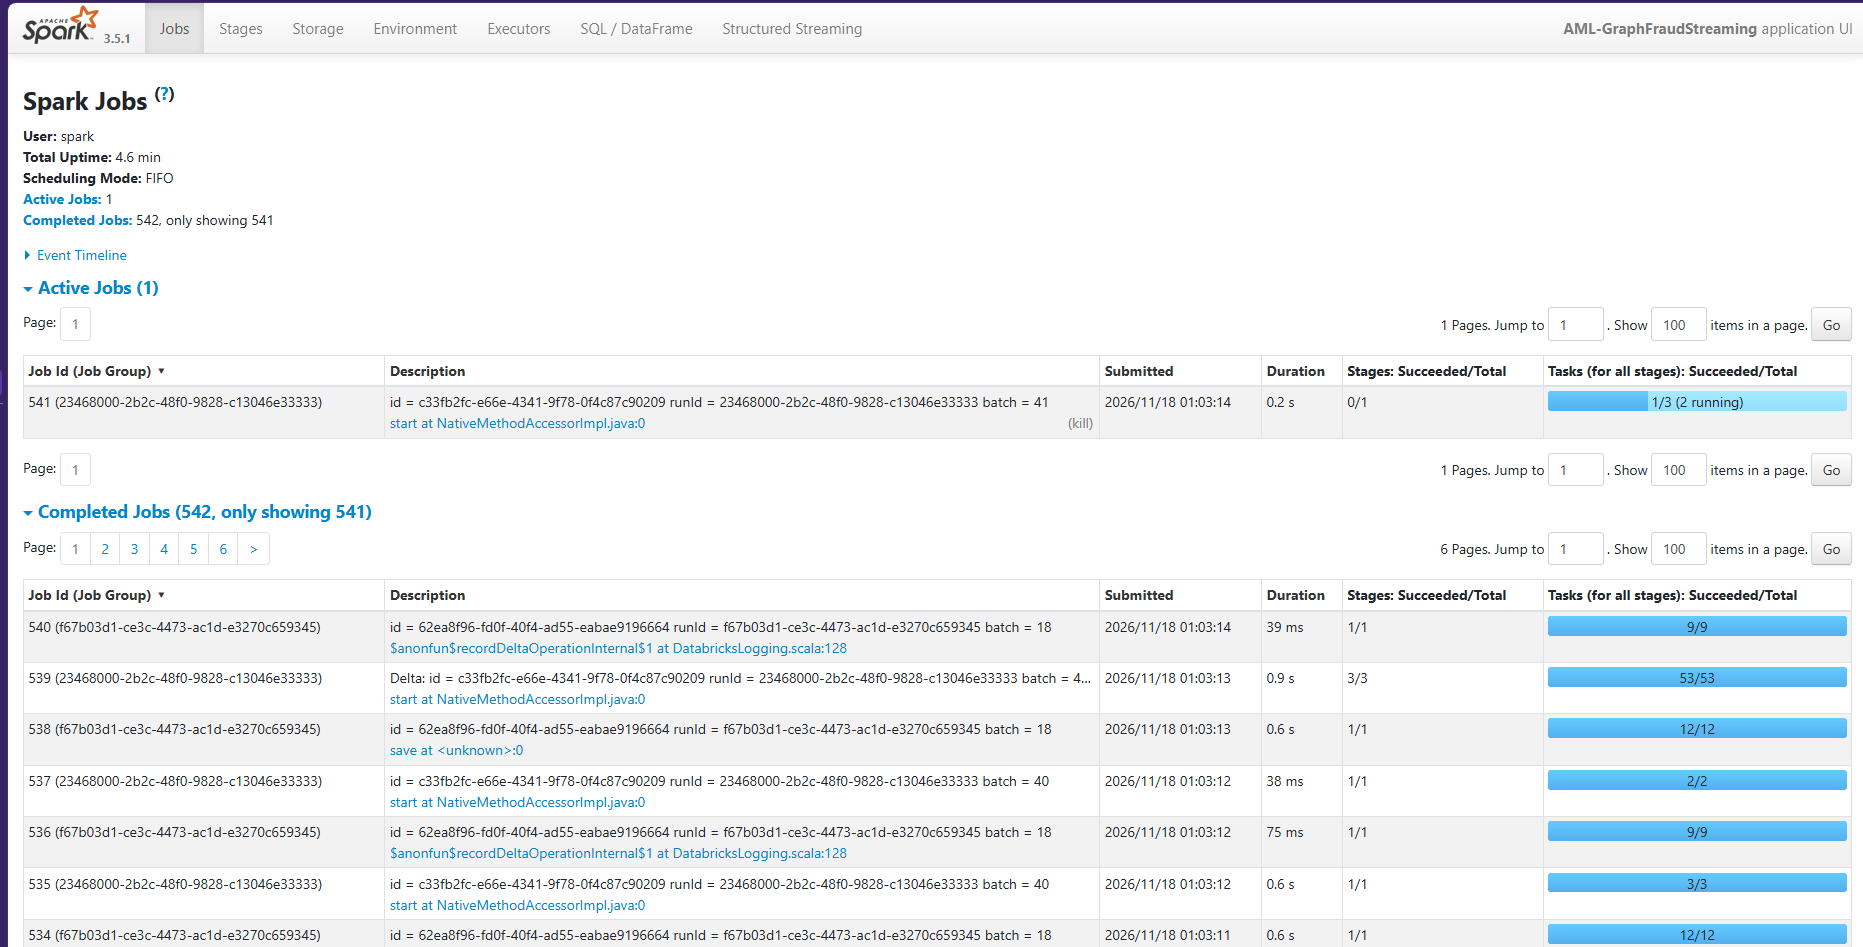 APACHE
Spark 3.5.1 Jobs Stages Storage Environment Executors SQL / DataFrame Structured Streaming AML-GraphFraudStreaming application UI
Spark Jobs (?)
User: spark
Total Uptime: 4.6 min
Scheduling Mode: FIFO
Active Jobs: 1
Completed Jobs: 542, only showing 541
Event Timeline
Active Jobs (1)
Page: 1 1 Pages. Jump to 1 . Show 100 items in a page. Go
Job Id (Job Group) ▾ Description Submitted Duration Stages: Succeeded/Total Tasks (for all stages): Succeeded/Total
541 (23468000-2b2c-48f0-9828-c13046e33333) id = c33fb2fc-e66e-4341-9f78-0f4c87c90209 runId = 23468000-2b2c-48f0-9828-c13046e33333 batch = 41 2026/11/18 01:03:14 0.2 s 0/1 1/3 (2 running)
start at NativeMethodAccessorImpl.java:0 (kill)
Page: 1 1 Pages. Jump to 1 . Show 100 items in a page. Go
Completed Jobs (542, only showing 541)
Page: 1 2 3 4 5 6 > 6 Pages. Jump to 1 . Show 100 items in a page. Go
Job Id (Job Group) ▾ Description Submitted Duration Stages: Succeeded/Total Tasks (for all stages): Succeeded/Total
540 (f67b03d1-ce3c-4473-ac1d-e3270c659345) id = 62ea8f96-fd0f-40f4-ad55-eabae9196664 runId = f67b03d1-ce3c-4473-ac1d-e3270c659345 batch = 18 2026/11/18 01:03:14 39 ms 1/1 9/9
$anonfun$recordDeltaOperationInternal$1 at DatabricksLogging.scala:128
539 (23468000-2b2c-48f0-9828-c13046e33333) Delta: id = c33fb2fc-e66e-4341-9f78-0f4c87c90209 runId = 23468000-2b2c-48f0-9828-c13046e33333 batch = 4... 2026/11/18 01:03:13 0.9 s 3/3 53/53
start at NativeMethodAccessorImpl.java:0
538 (f67b03d1-ce3c-4473-ac1d-e3270c659345) id = 62ea8f96-fd0f-40f4-ad55-eabae9196664 runId = f67b03d1-ce3c-4473-ac1d-e3270c659345 batch = 18 2026/11/18 01:03:13 0.6 s 1/1 12/12
save at <unknown>:0
537 (23468000-2b2c-48f0-9828-c13046e33333) id = c33fb2fc-e66e-4341-9f78-0f4c87c90209 runId = 23468000-2b2c-48f0-9828-c13046e33333 batch = 40 2026/11/18 01:03:12 38 ms 1/1 2/2
start at NativeMethodAccessorImpl.java:0
536 (f67b03d1-ce3c-4473-ac1d-e3270c659345) id = 62ea8f96-fd0f-40f4-ad55-eabae9196664 runId = f67b03d1-ce3c-4473-ac1d-e3270c659345 batch = 18 2026/11/18 01:03:12 75 ms 1/1 9/9
$anonfun$recordDeltaOperationInternal$1 at DatabricksLogging.scala:128
535 (23468000-2b2c-48f0-9828-c13046e33333) id = c33fb2fc-e66e-4341-9f78-0f4c87c90209 runId = 23468000-2b2c-48f0-9828-c13046e33333 batch = 40 2026/11/18 01:03:12 0.6 s 1/1 3/3
start at NativeMethodAccessorImpl.java:0
534 (f67b03d1-ce3c-4473-ac1d-e3270c659345) id = 62ea8f96-fd0f-40f4-ad55-eabae9196664 runId = f67b03d1-ce3c-4473-ac1d-e3270c659345 batch = 18 2026/11/18 01:03:11 0.6 s 1/1 12/12